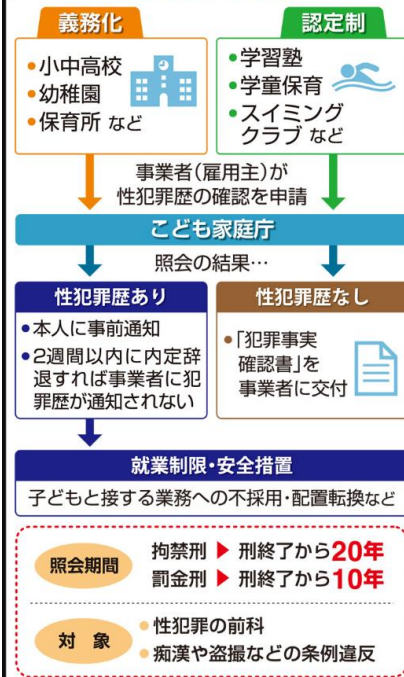 義務化
•小中高校
•幼稚園
•保育所 など
認定制
•学習塾
•学童保育
•スイミング
クラブ など
事業者(雇用主)が
性犯罪歴の確認を申請
こども家庭庁
照会の結果…
性犯罪歴あり
•本人に事前通知
•2週間以内に内定辞
退すれば事業者に犯
罪歴が通知されない
性犯罪歴なし
•「犯罪事実
確認書」を
事業者に交付
就業制限・安全措置
子どもと接する業務への不採用・配置転換など
照会期間
拘禁刑 ▶ 刑終了から20年
罰金刑 ▶ 刑終了から10年
対 象
•性犯罪の前科
•痴漢や盗撮などの条例違反